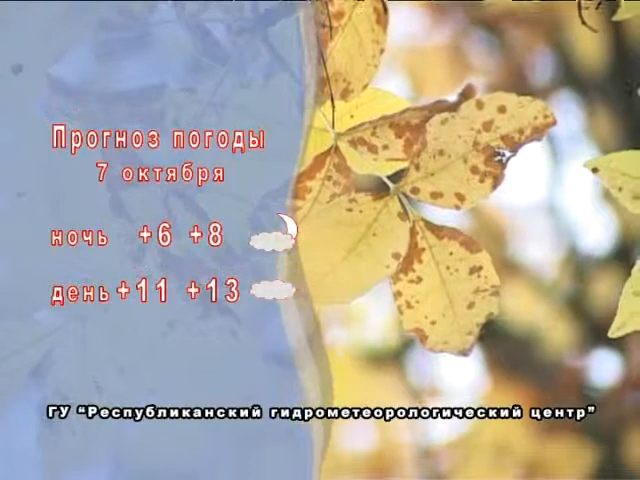 Прогноз погоды
7 октября
ночь +6 +8
день +11 +13
ГУ “Республиканский гидрометеорологический центр”